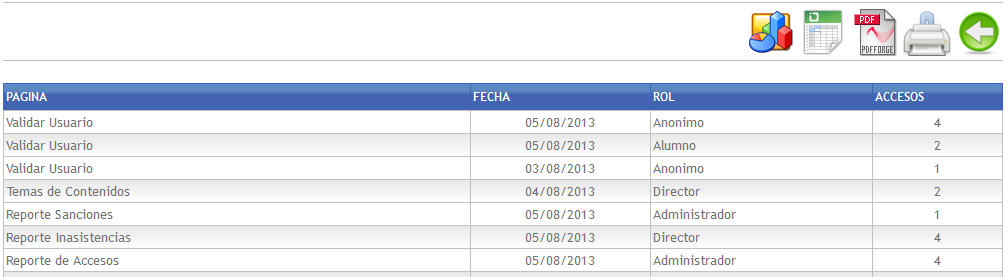 PDF
PDFFORGE
PAGINA FECHA ROL ACCESOS
Validar Usuario 05/08/2013 Anonimo 4
Validar Usuario 05/08/2013 Alumno 2
Validar Usuario 03/08/2013 Anonimo 1
Temas de Contenidos 04/08/2013 Director 2
Reporte Sanciones 05/08/2013 Administrador 1
Reporte Inasistencias 05/08/2013 Director 4
Reporte de Accesos 05/08/2013 Administrador 4